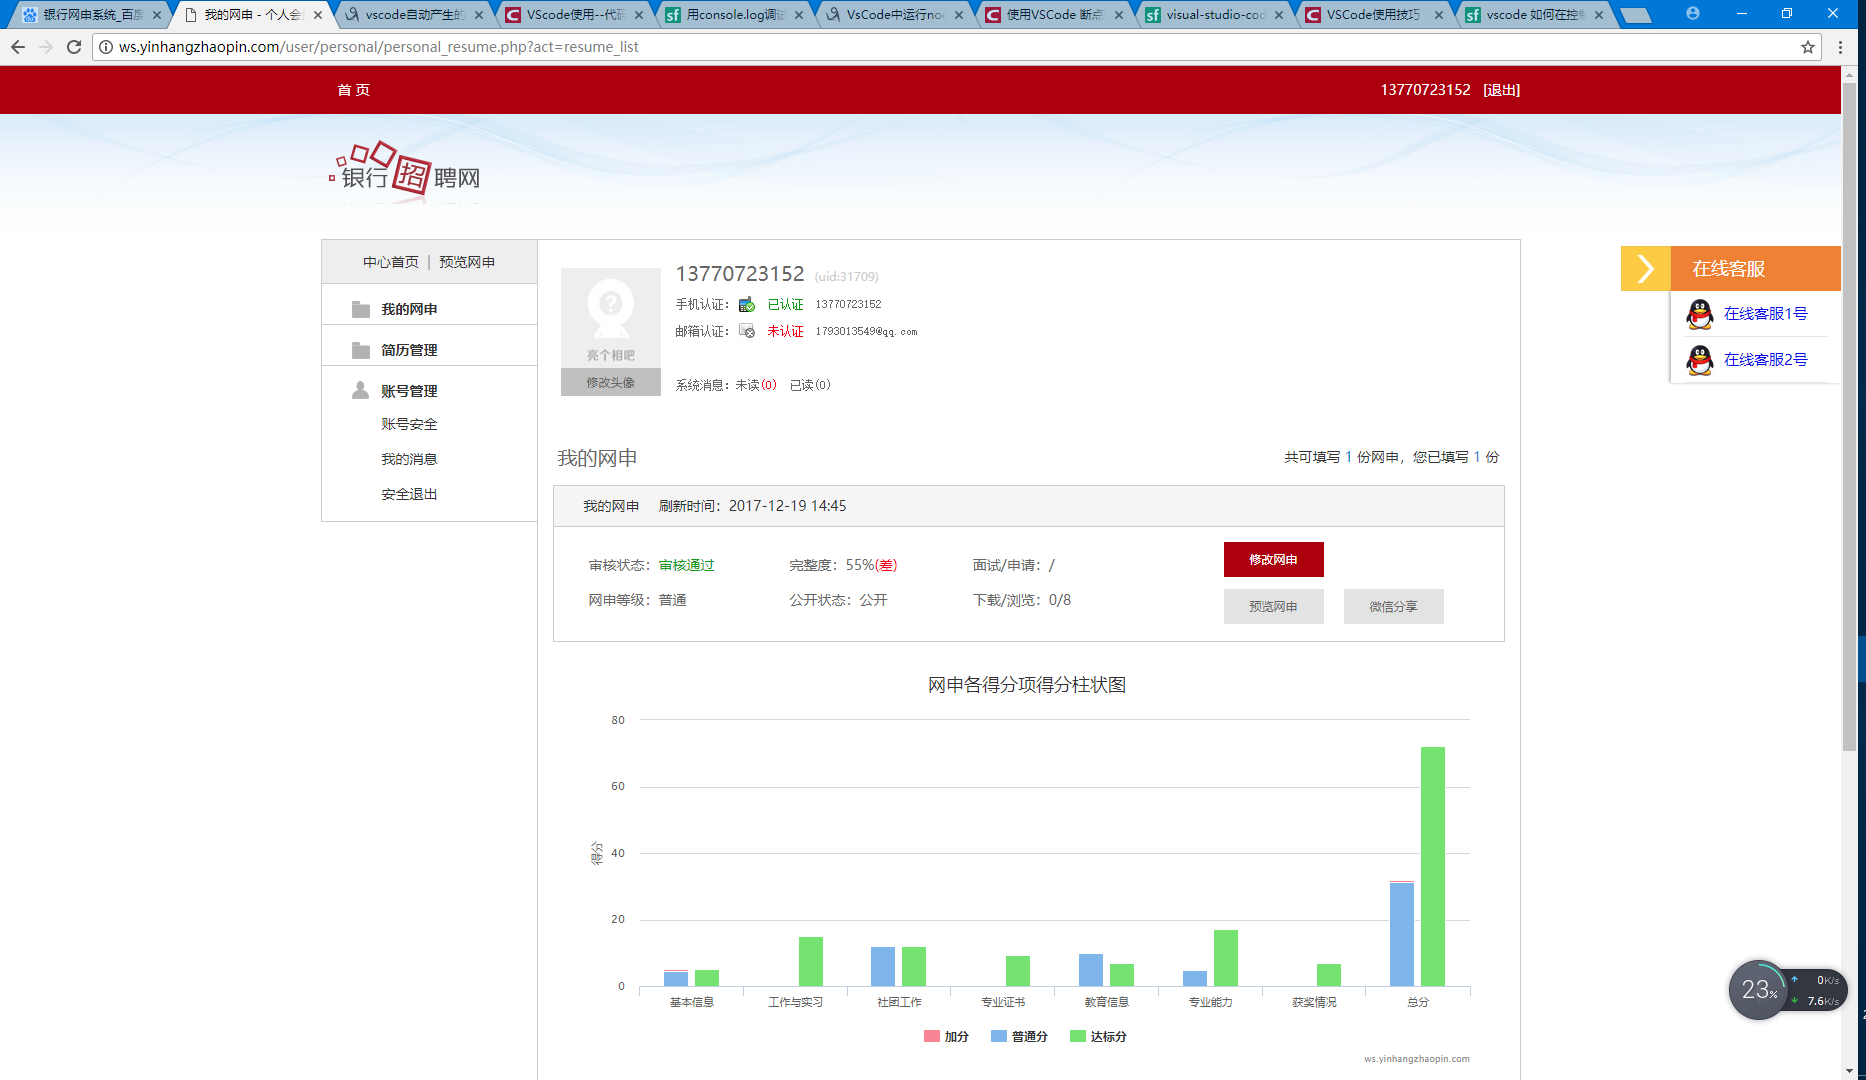 银行网申系统_百度
我的网申 - 个人会
vscode自动产生的
VScode使用--代码
用console.log调试
VsCode中运行nod
使用VSCode 断点
visual-studio-cod
VSCode使用技巧
vscode 如何在控制
ws.yinhangzhaopin.com/user/personal/personal_resume.php?act=resume_list
首 页
13770723152 [退出]
银行招聘网
中心首页 | 预览网申
我的网申
简历管理
账号管理
账号安全
我的消息
安全退出
亮个相吧
修改头像
13770723152 (uid:31709)
手机认证： 已认证 13770723152
邮箱认证： 未认证 1793013549@qq.com
系统消息：未读(0) 已读(0)
在线客服
在线客服1号
在线客服2号
我的网申
共可填写 1 份网申，您已填写 1 份
我的网申 刷新时间：2017-12-19 14:45
审核状态：审核通过 完整度：55%(差) 面试/申请：/
网申等级：普通 公开状态：公开 下载/浏览：0/8
修改网申
预览网申
微信分享
网申各得分项得分柱状图
得分
80
60
40
20
0
基本信息 工作与实习 社团工作 专业证书 教育信息 专业能力 获奖情况 总分
加分 普通分 达标分
ws.yinhangzhaopin.com
23%
0K/s
7.6K/s